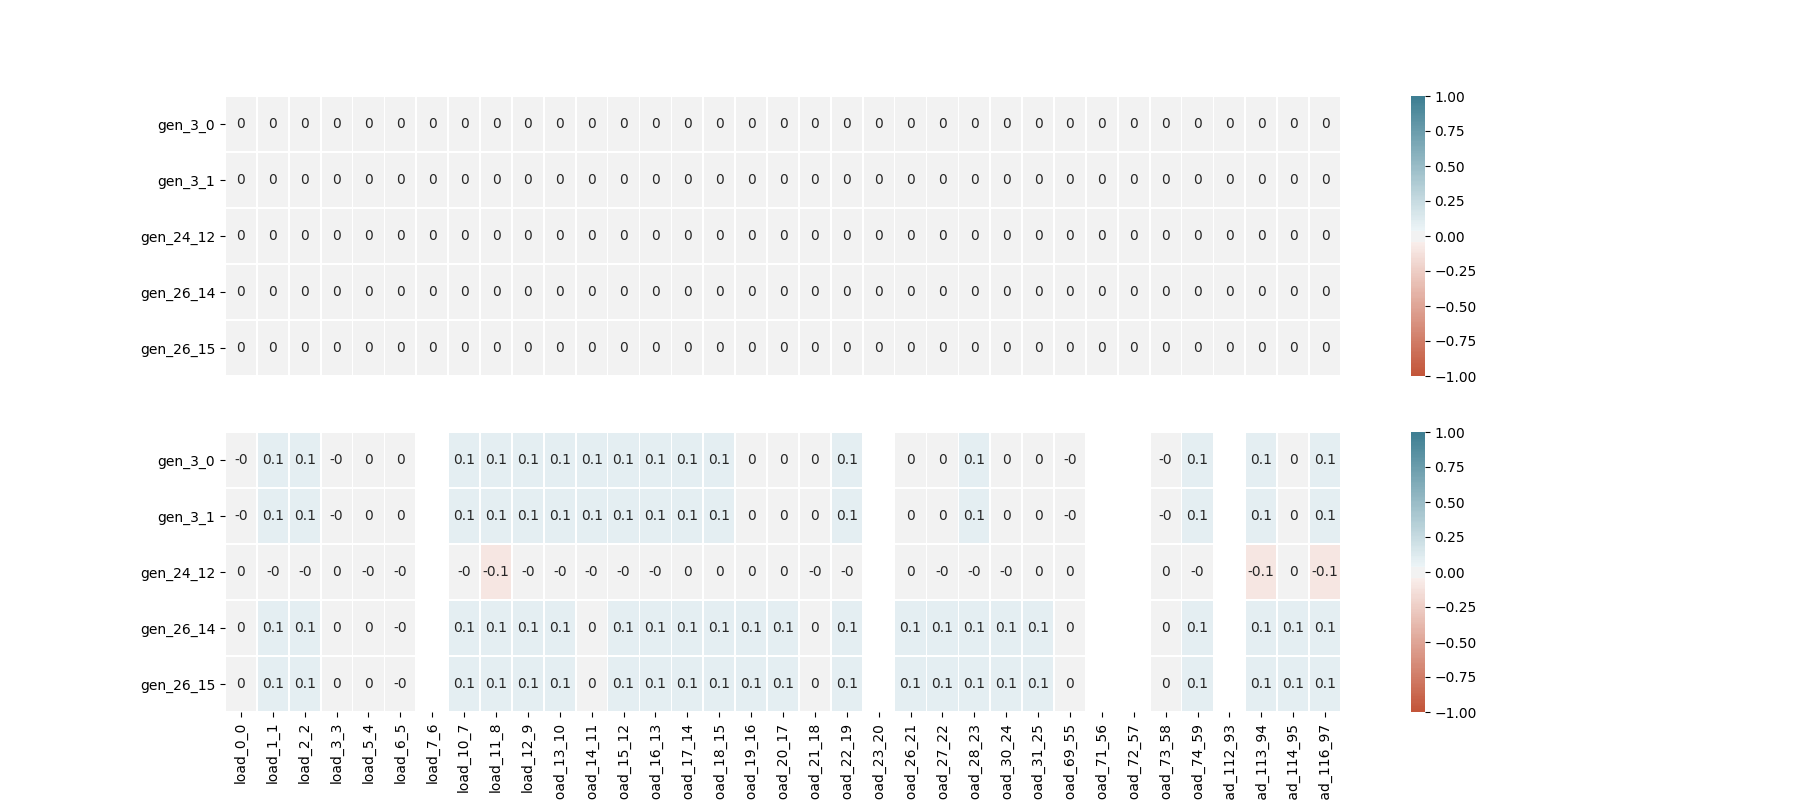 gen_3_0 0 0 0 0 0 0 0 0 0 0 0 0 0 0 0 0 0 0 0 0 0 0 0 0 0 0 0 0 0 0 0 0 0 0 0
gen_3_1 0 0 0 0 0 0 0 0 0 0 0 0 0 0 0 0 0 0 0 0 0 0 0 0 0 0 0 0 0 0 0 0 0 0 0
gen_24_12 0 0 0 0 0 0 0 0 0 0 0 0 0 0 0 0 0 0 0 0 0 0 0 0 0 0 0 0 0 0 0 0 0 0 0
gen_26_14 0 0 0 0 0 0 0 0 0 0 0 0 0 0 0 0 0 0 0 0 0 0 0 0 0 0 0 0 0 0 0 0 0 0 0
gen_26_15 0 0 0 0 0 0 0 0 0 0 0 0 0 0 0 0 0 0 0 0 0 0 0 0 0 0 0 0 0 0 0 0 0 0 0
1.00
0.75
0.50
0.25
0.00
−0.25
−0.50
−0.75
−1.00
gen_3_0 -0 0.1 0.1 -0 0 0 0.1 0.1 0.1 0.1 0.1 0.1 0.1 0.1 0.1 0 0 0 0.1 0 0 0.1 0 0 -0 -0 0.1 0.1 0 0.1
gen_3_1 -0 0.1 0.1 -0 0 0 0.1 0.1 0.1 0.1 0.1 0.1 0.1 0.1 0.1 0 0 0 0.1 0 0 0.1 0 0 -0 -0 0.1 0.1 0 0.1
gen_24_12 0 -0 -0 0 -0 -0 -0 -0.1 -0 -0 -0 -0 -0 0 0 0 0 -0 -0 0 -0 -0 -0 0 0 0 -0 -0.1 0 -0.1
gen_26_14 0 0.1 0.1 0 0 -0 0.1 0.1 0.1 0.1 0 0.1 0.1 0.1 0.1 0.1 0.1 0 0.1 0.1 0.1 0.1 0.1 0.1 0 0 0.1 0.1 0.1 0.1
gen_26_15 0 0.1 0.1 0 0 -0 0.1 0.1 0.1 0.1 0 0.1 0.1 0.1 0.1 0.1 0.1 0 0.1 0.1 0.1 0.1 0.1 0.1 0 0 0.1 0.1 0.1 0.1
1.00
0.75
0.50
0.25
0.00
−0.25
−0.50
−0.75
−1.00
load_0_0
load_1_1
load_2_2
load_3_3
load_5_4
load_6_5
load_7_6
load_10_7
load_11_8
load_12_9
oad_13_10
oad_14_11
oad_15_12
oad_16_13
oad_17_14
oad_18_15
oad_19_16
oad_20_17
oad_21_18
oad_22_19
oad_23_20
oad_26_21
oad_27_22
oad_28_23
oad_30_24
oad_31_25
oad_69_55
oad_71_56
oad_72_57
oad_73_58
oad_74_59
ad_112_93
ad_113_94
ad_114_95
ad_116_97